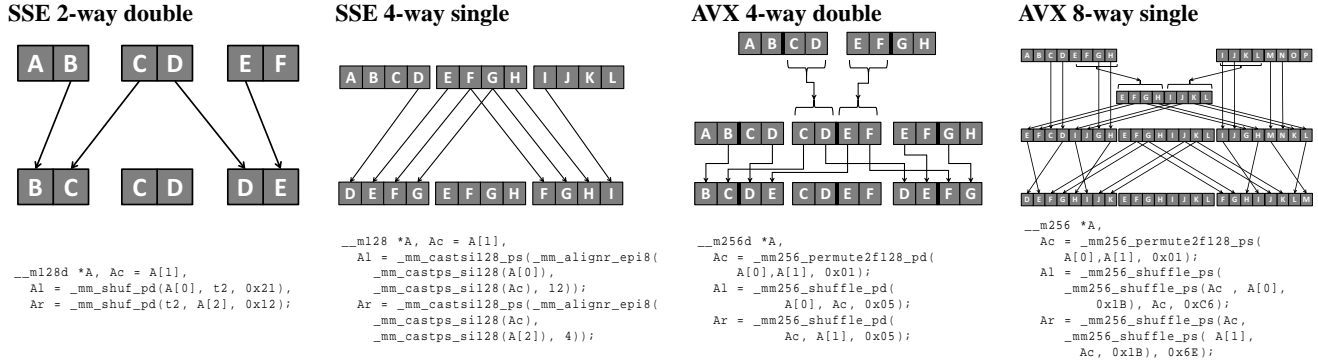 SSE 2-way double
A B C D E F
B C C D D E
__m128d *A, Ac = A[1],
Al = _mm_shuf_pd(A[0], t2, 0x21),
Ar = _mm_shuf_pd(t2, A[2], 0x12);
SSE 4-way single
A B C D E F G H I J K L
D E F G E F G H F G H I
__m128 *A, Ac = A[1],
Al = _mm_castsi128_ps(_mm_alignr_epi8(
_mm_castps_si128(A[0]),
_mm_castps_si128(Ac), 12));
Ar = _mm_castsi128_ps(_mm_alignr_epi8(
_mm_castps_si128(Ac),
_mm_castps_si128(A[2]), 4));
AVX 4-way double
A B C D E F G H
A B C D C D E F E F G H
B C D E C D E F D E F G
__m256d *A,
Ac = _mm256_permute2f128_pd(
A[0],A[1], 0x01);
Al = _mm256_shuffle_pd(
A[0], Ac, 0x05);
Ar = _mm256_shuffle_pd(
Ac, A[1], 0x05);
AVX 8-way single
A B C D E F G H I J K L M N O P
E F G H I J K L
E F C D I J G H E F G H I J K L I J G H M N K L
D E F G H I J K E F G H I J K L F G H I J K L M
__m256 *A,
Ac = _mm256_permute2f128_ps(
A[0],A[1], 0x01);
Al = _mm256_shuffle_ps(
_mm256_shuffle_ps(Ac , A[0],
0x1B), Ac, 0xC6);
Ar = _mm256_shuffle_ps(Ac,
_mm256_shuffle_ps( A[1],
Ac, 0x1B), 0x6E);